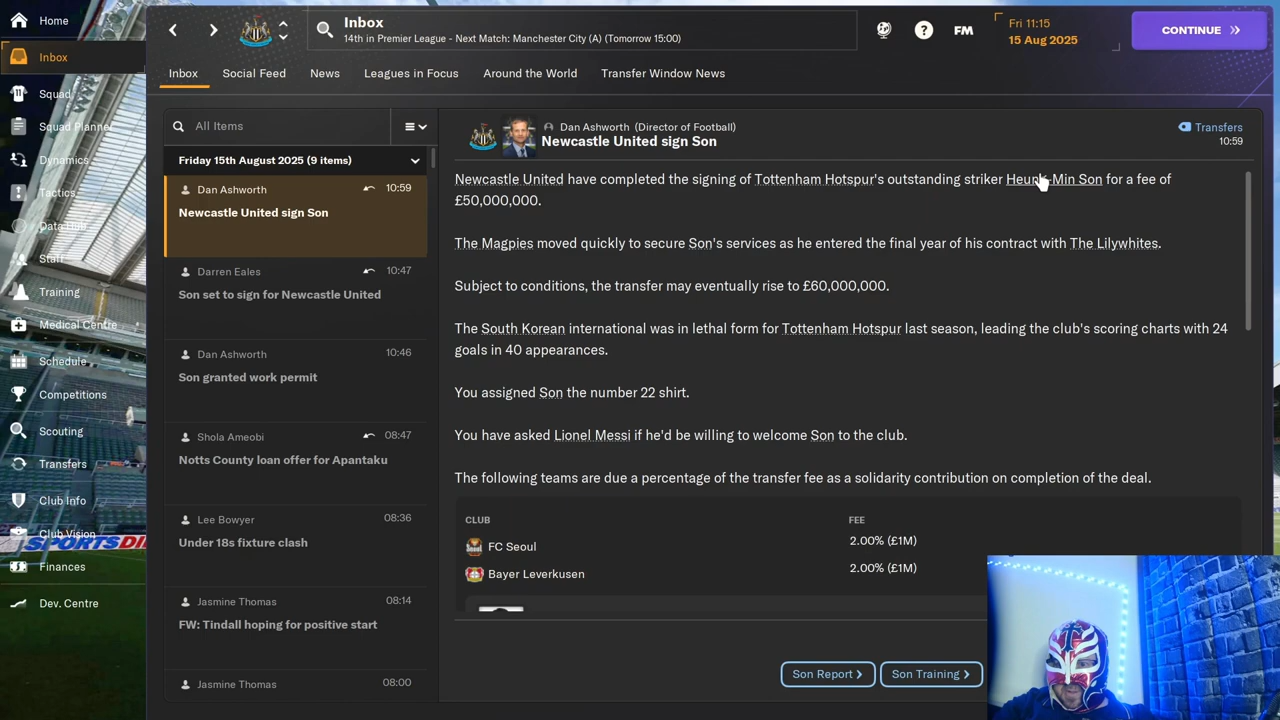 Home
Inbox
Squad
Squad Planner
Dynamics
Tactics
Data Hub
Staff
Training
Medical Centre
Schedule
Competitions
Scouting
Transfers
Club Info
Club Vision
Finances
Dev. Centre
Inbox
14th in Premier League - Next Match: Manchester City (A) (Tomorrow 15:00)
?
FM
Fri 11:15
15 Aug 2025
CONTINUE
Inbox
Social Feed
News
Leagues in Focus
Around the World
Transfer Window News
All Items
Friday 15th August 2025 (9 items)
Dan Ashworth
10:59
Newcastle United sign Son
Darren Eales
10:47
Son set to sign for Newcastle United
Dan Ashworth
10:46
Son granted work permit
Shola Ameobi
08:47
Notts County loan offer for Apantaku
Lee Bowyer
08:36
Under 18s fixture clash
Jasmine Thomas
08:14
FW: Tindall hoping for positive start
Jasmine Thomas
08:00
Dan Ashworth (Director of Football)
Newcastle United sign Son
Transfers
10:59
Newcastle United have completed the signing of Tottenham Hotspur's outstanding striker Heung-Min Son for a fee of
£50,000,000.
The Magpies moved quickly to secure Son's services as he entered the final year of his contract with The Lilywhites.
Subject to conditions, the transfer may eventually rise to £60,000,000.
The South Korean international was in lethal form for Tottenham Hotspur last season, leading the club's scoring charts with 24
goals in 40 appearances.
You assigned Son the number 22 shirt.
You have asked Lionel Messi if he'd be willing to welcome Son to the club.
The following teams are due a percentage of the transfer fee as a solidarity contribution on completion of the deal.
CLUB
FEE
FC Seoul
2.00% (£1M)
Bayer Leverkusen
2.00% (£1M)
Son Report
Son Training
SPORTSDI